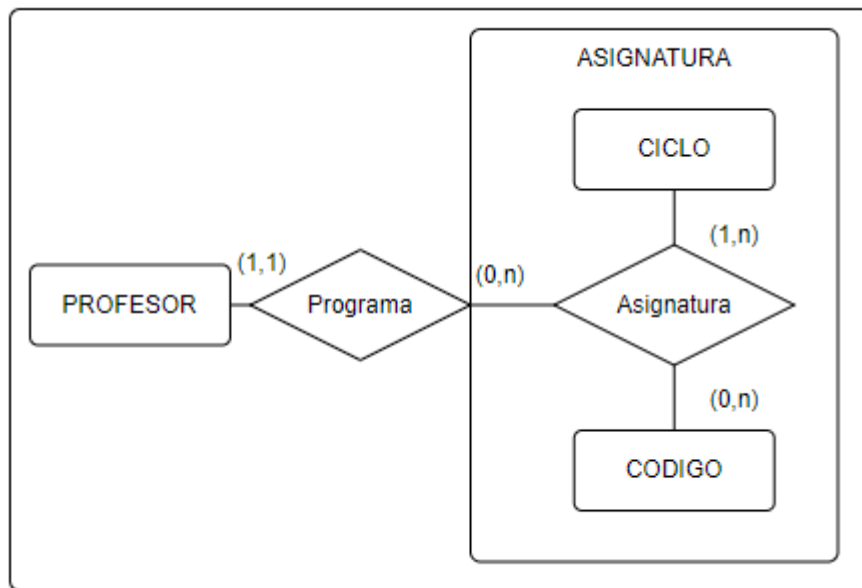 ASIGNATURA
CICLO
(1,n)
(1,1)
(0,n)
PROFESOR
Programa
Asignatura
(0,n)
CODIGO